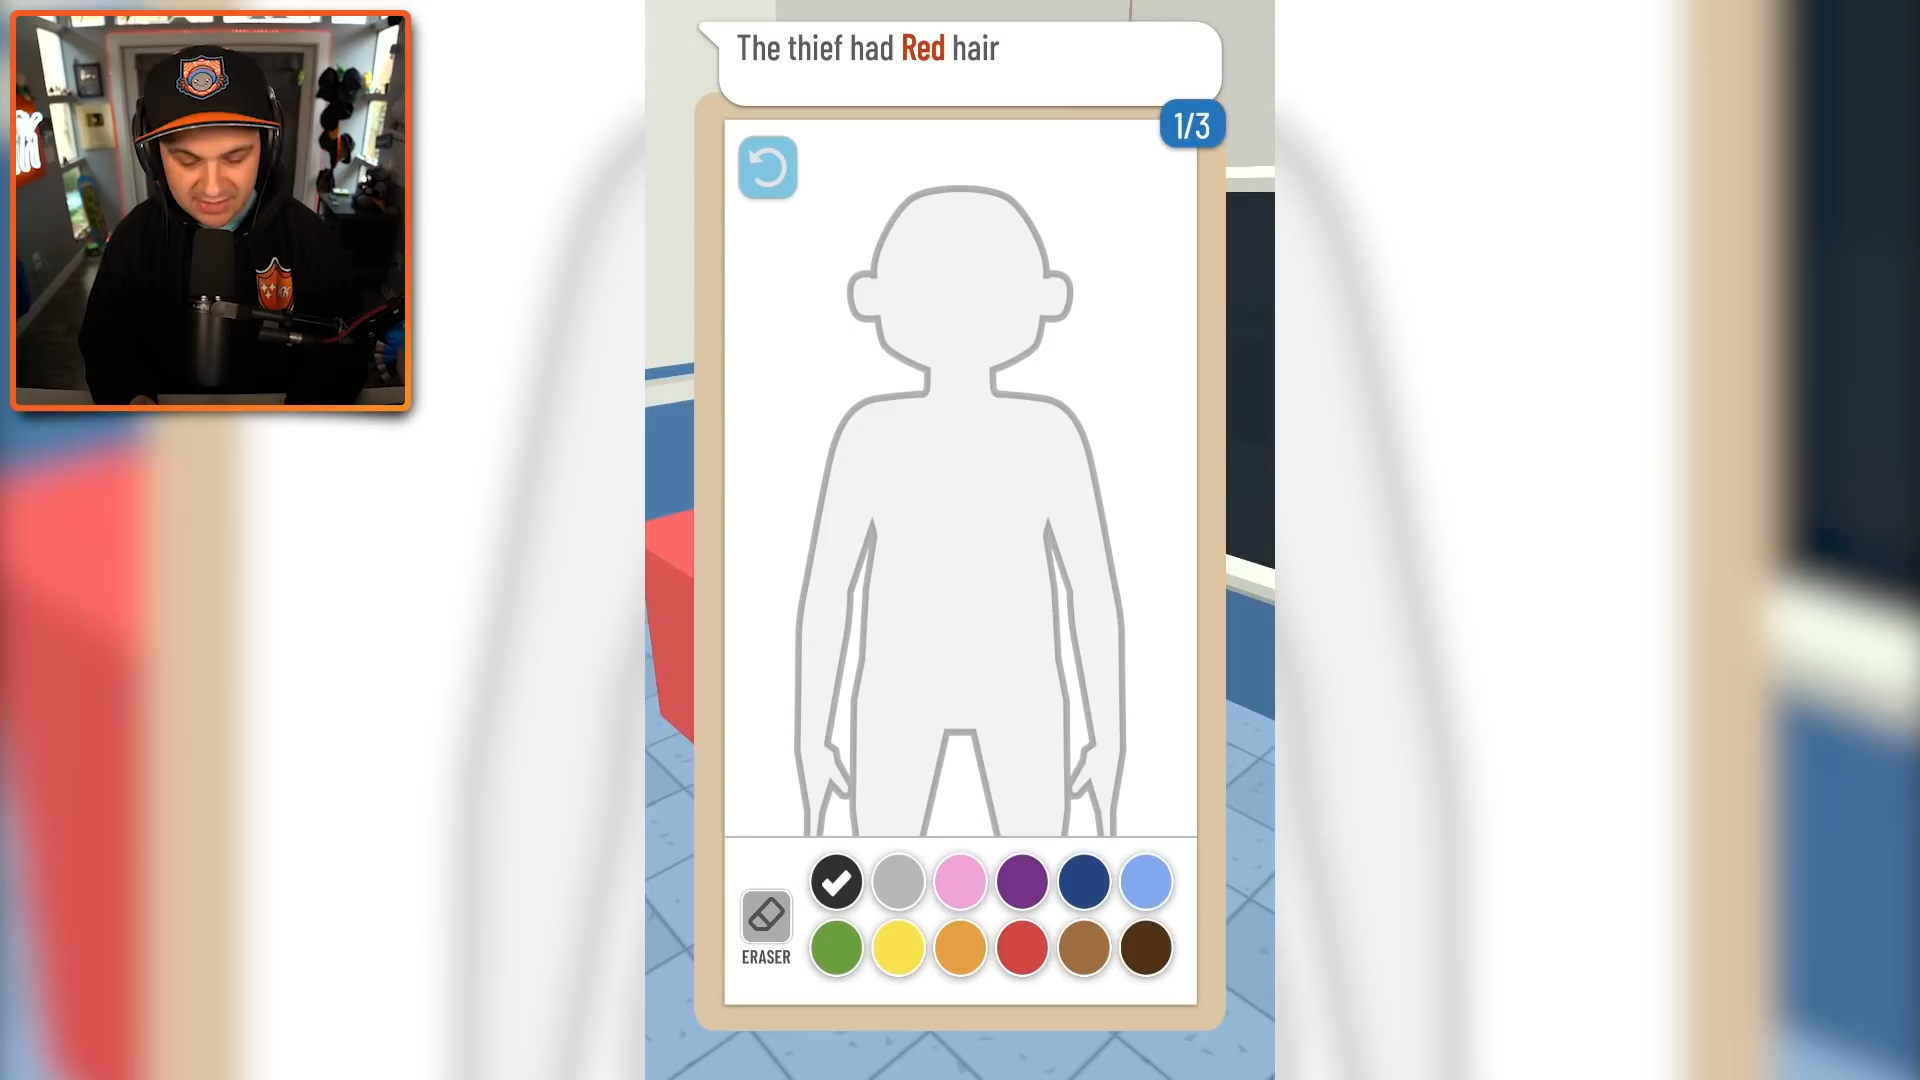 The thief had Red hair
1/3
ERASER